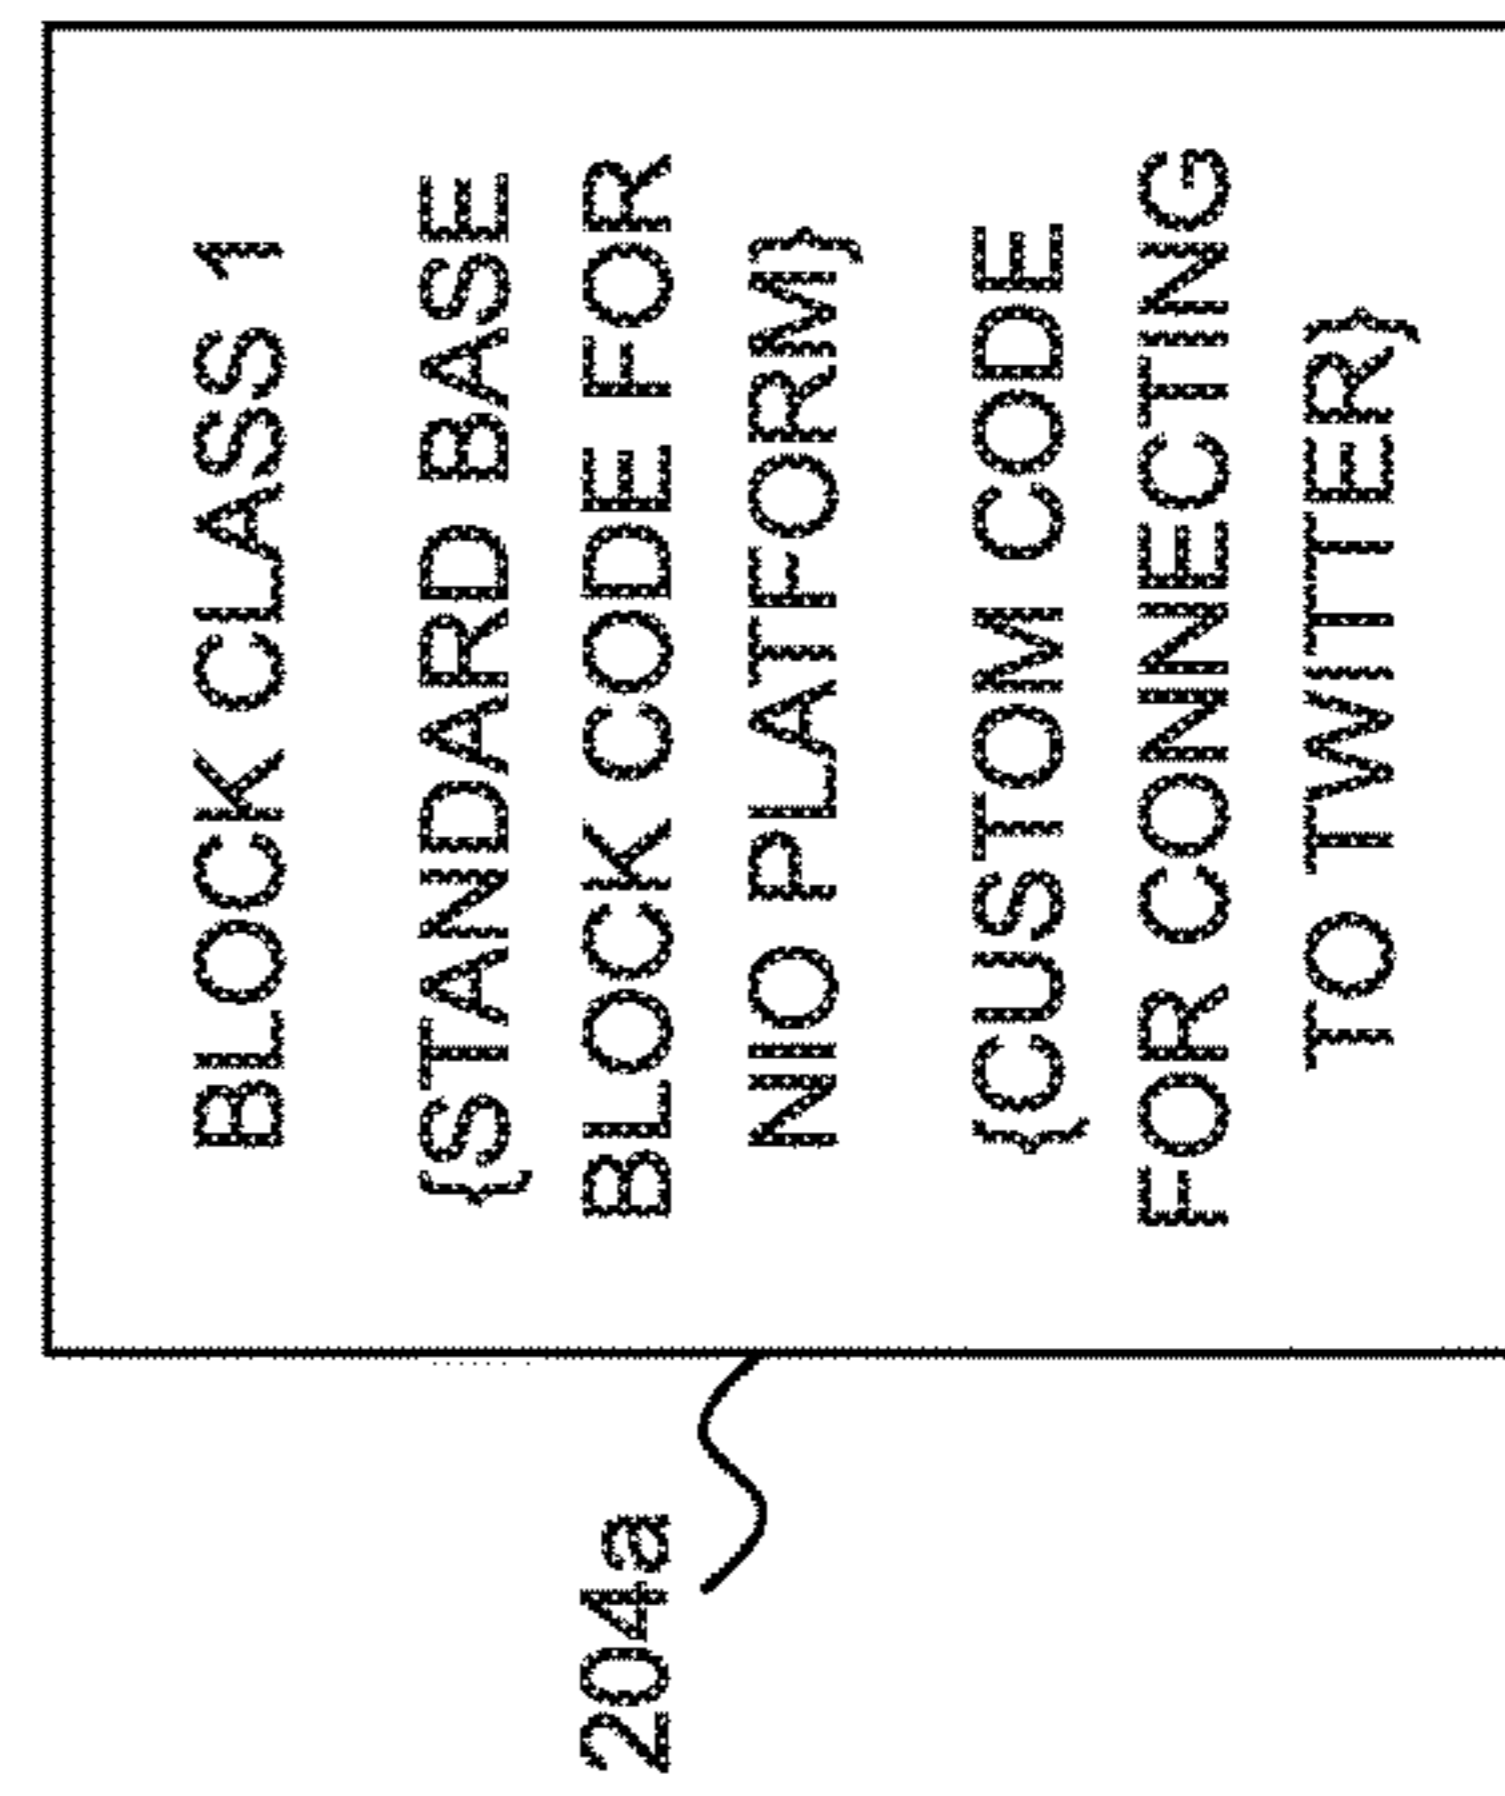 BLOCK CLASS 1
{STANDARD BASE
BLOCK CODE FOR
NIO PLATFORM}
{CUSTOM CODE
FOR CONNECTING
TO TWITTER}
204a